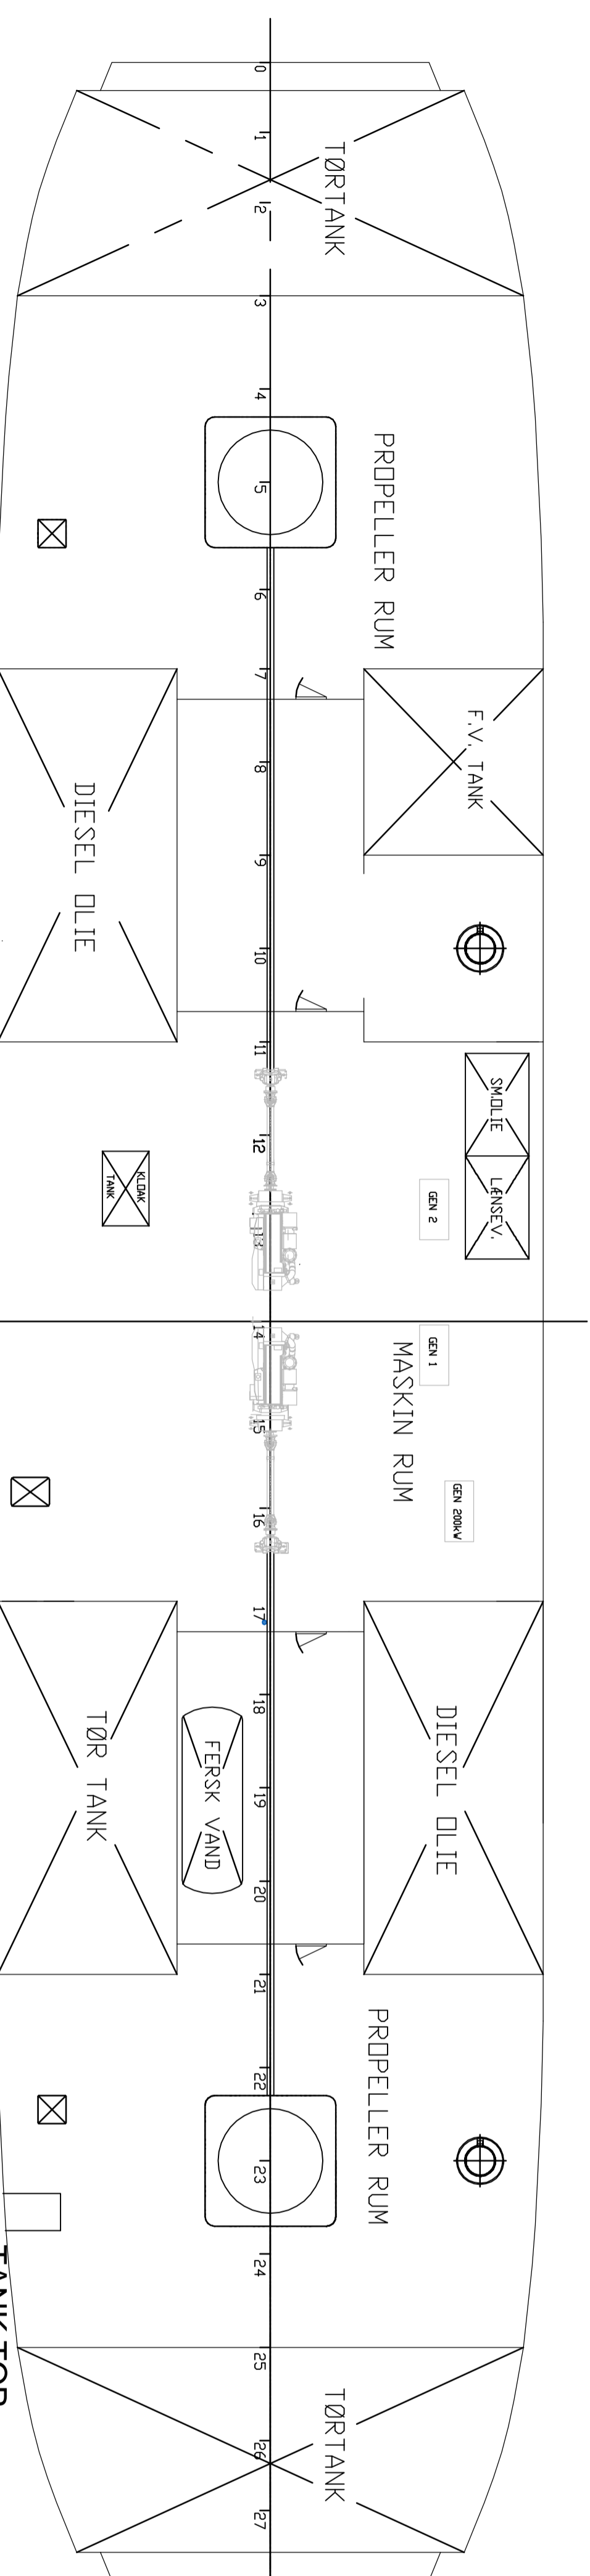 0
1
TØRTANK
2
3
4
PROPELLER RUM
5
6
7
F.V. TANK
8
DIESEL OLIE
9
10
11
SM.OLIE
12
KLOAK
TANK
LÆNSEV.
GEN 2
13
14
GEN 1
MASKIN RUM
15
GEN 200kW
16
17
18
DIESEL OLIE
TØR TANK
FERSK VAND
19
20
21
PROPELLER RUM
22
23
24
TANK TOP
25
TØRTANK
26
27